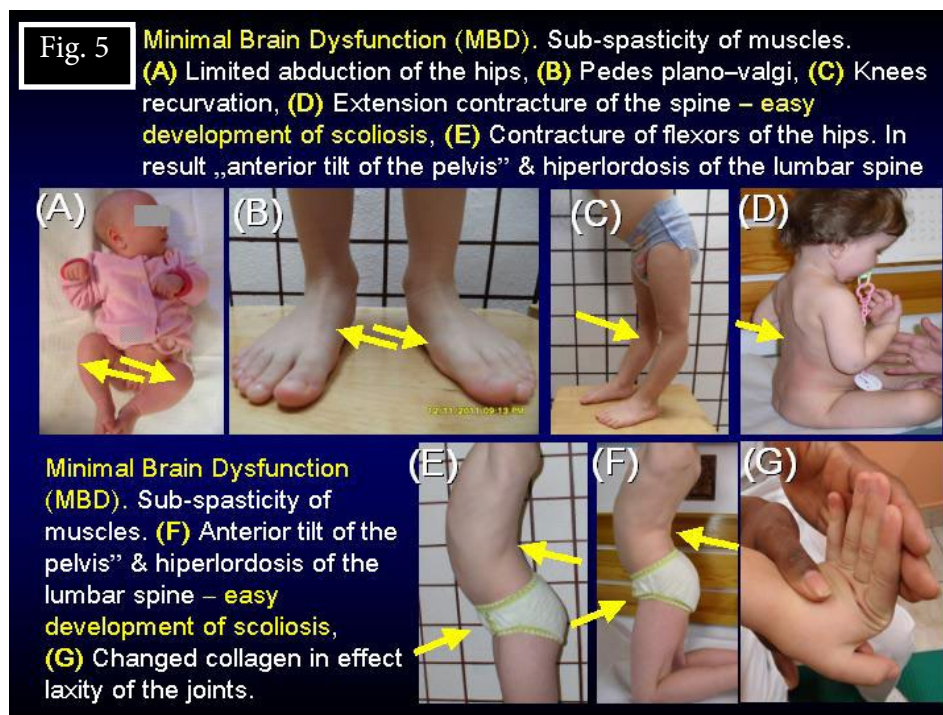 Fig. 5
Minimal Brain Dysfunction (MBD). Sub-spasticity of muscles.
(A) Limited abduction of the hips, (B) Pedes plano–valgi, (C) Knees
recurvation, (D) Extension contracture of the spine – easy
development of scoliosis, (E) Contracture of flexors of the hips. In
result „anterior tilt of the pelvis” & hiperlordosis of the lumbar spine
(A)
(B)
(C)
(D)
12/11/2011 09:13 PM
Minimal Brain Dysfunction
(MBD). Sub-spasticity of
muscles. (F) Anterior tilt of the
pelvis” & hiperlordosis of the
lumbar spine – easy
development of scoliosis,
(G) Changed collagen in effect
laxity of the joints.
(E)
(F)
(G)